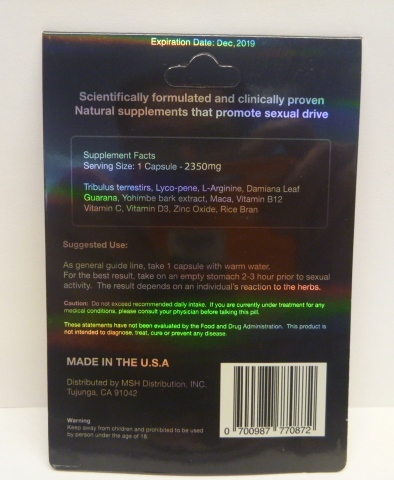 Expiration Date: Dec,2019
Scientifically formulated and clinically proven
Natural supplements that promote sexual drive
Supplement Facts
Serving Size: 1 Capsule - 2350mg
Tribulus terrestirs, Lyco-pene, L-Arginine, Damiana Leaf
Guarana, Yohimbe bark extract, Maca, Vitamin B12
Vitamin C, Vitamin D3, Zinc Oxide, Rice Bran
Suggested Use:
As general guide line, take 1 capsule with warm water.
For the best result, take on an empty stomach 2-3 hour prior to sexual
activity. The result depends on an individual's reaction to the herbs.
Caution: Do not exceed recommended daily intake. If you are currently under treatment for any
medical conditions, please consult your physician before talking this pill.
These statements have not been evaluated by the Food and Drug Administration. This product is
not intended to diagnose, treat, cure or prevent any disease.
MADE IN THE U.S.A
Distributed by MSH Distribution, INC.
Tujunga, CA 91042
Warning
Keep away from children and prohibited to be used
by person under the age of 18.
0 700987 770872